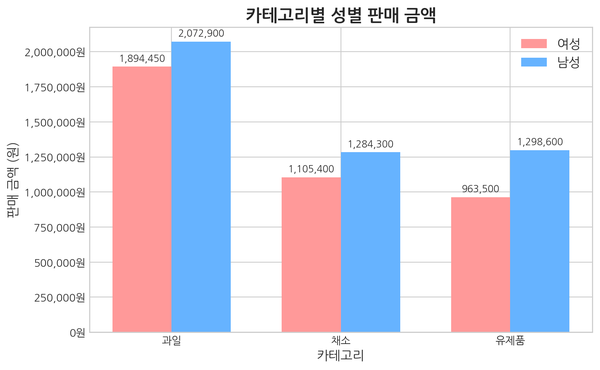 카테고리별 성별 판매 금액
여성
남성
판매 금액 (원)
2,000,000원
1,750,000원
1,500,000원
1,250,000원
1,000,000원
750,000원
500,000원
250,000원
0원
1,894,450
2,072,900
1,105,400
1,284,300
963,500
1,298,600
과일
채소
유제품
카테고리